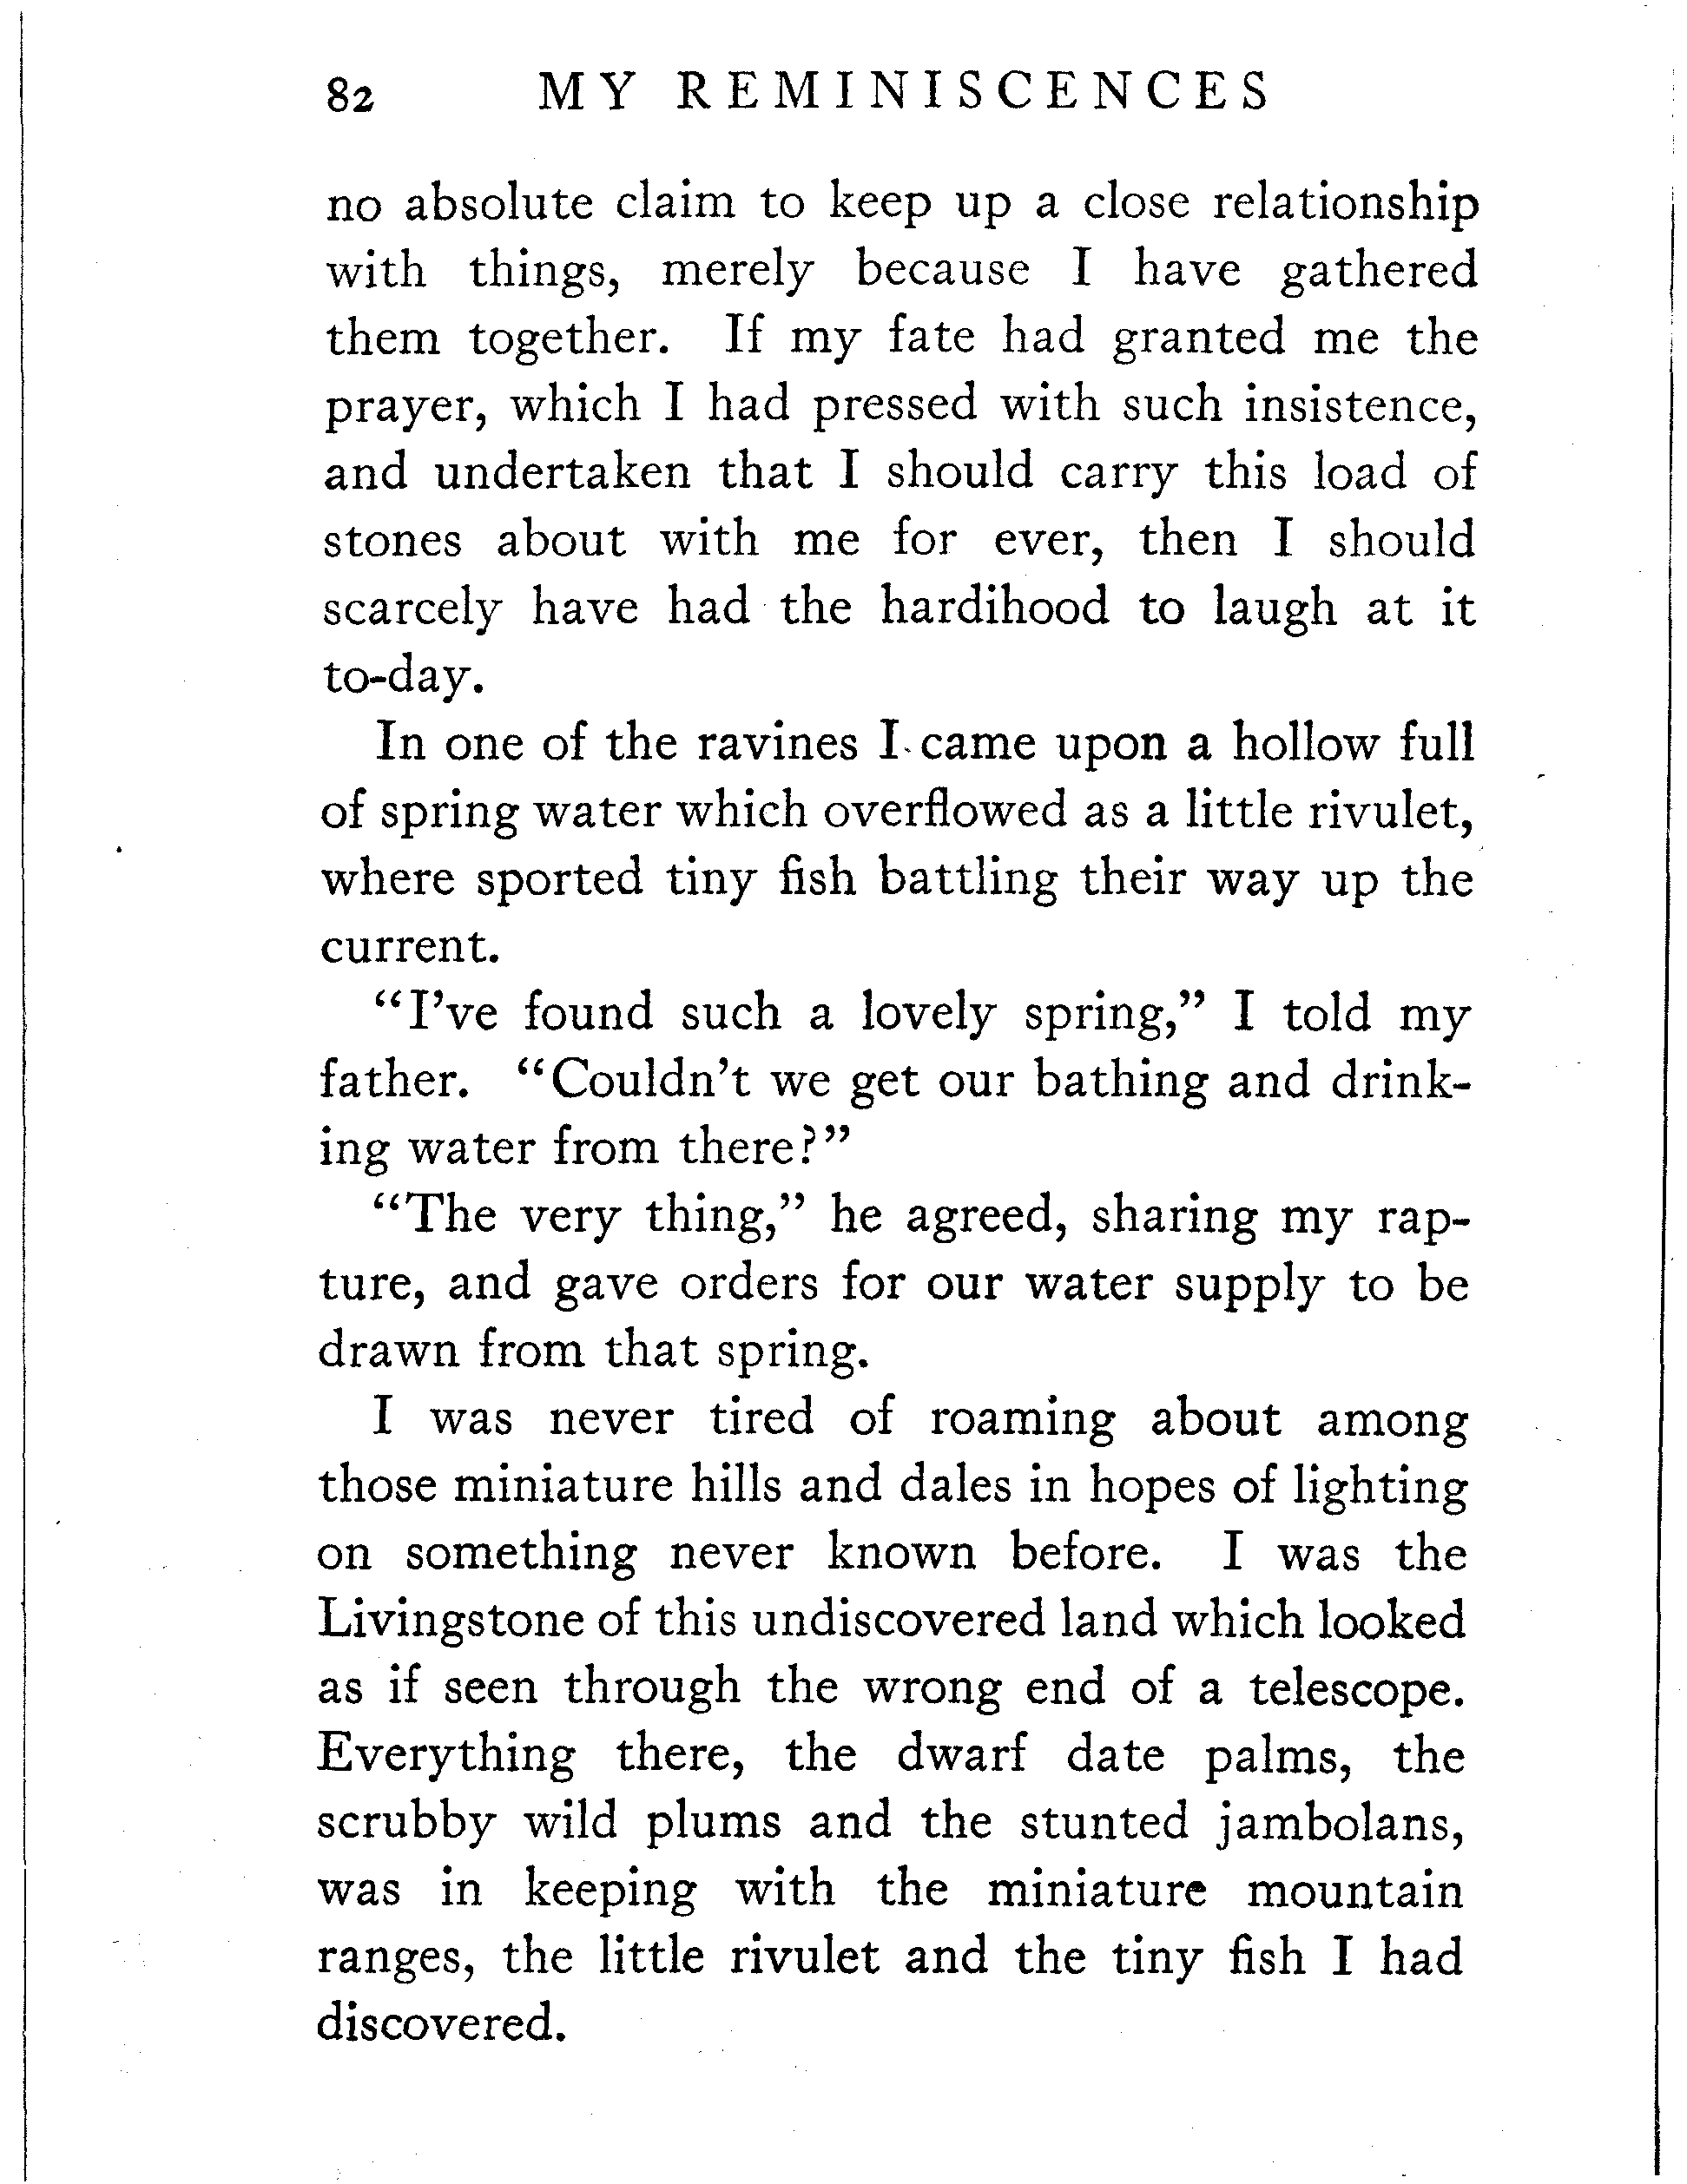 82 MY REMINISCENCES
no absolute claim to keep up a close relationship
with things, merely because I have gathered
them together. If my fate had granted me the
prayer, which I had pressed with such insistence,
and undertaken that I should carry this load of
stones about with me for ever, then I should
scarcely have had the hardihood to laugh at it
to-day.
In one of the ravines I came upon a hollow full
of spring water which overflowed as a little rivulet,
where sported tiny fish battling their way up the
current.
“I’ve found such a lovely spring,” I told my
father. “Couldn’t we get our bathing and drink-
ing water from there?”
“The very thing,” he agreed, sharing my rap-
ture, and gave orders for our water supply to be
drawn from that spring.
I was never tired of roaming about among
those miniature hills and dales in hopes of lighting
on something never known before. I was the
Livingstone of this undiscovered land which looked
as if seen through the wrong end of a telescope.
Everything there, the dwarf date palms, the
scrubby wild plums and the stunted jambolans,
was in keeping with the miniature mountain
ranges, the little rivulet and the tiny fish I had
discovered.